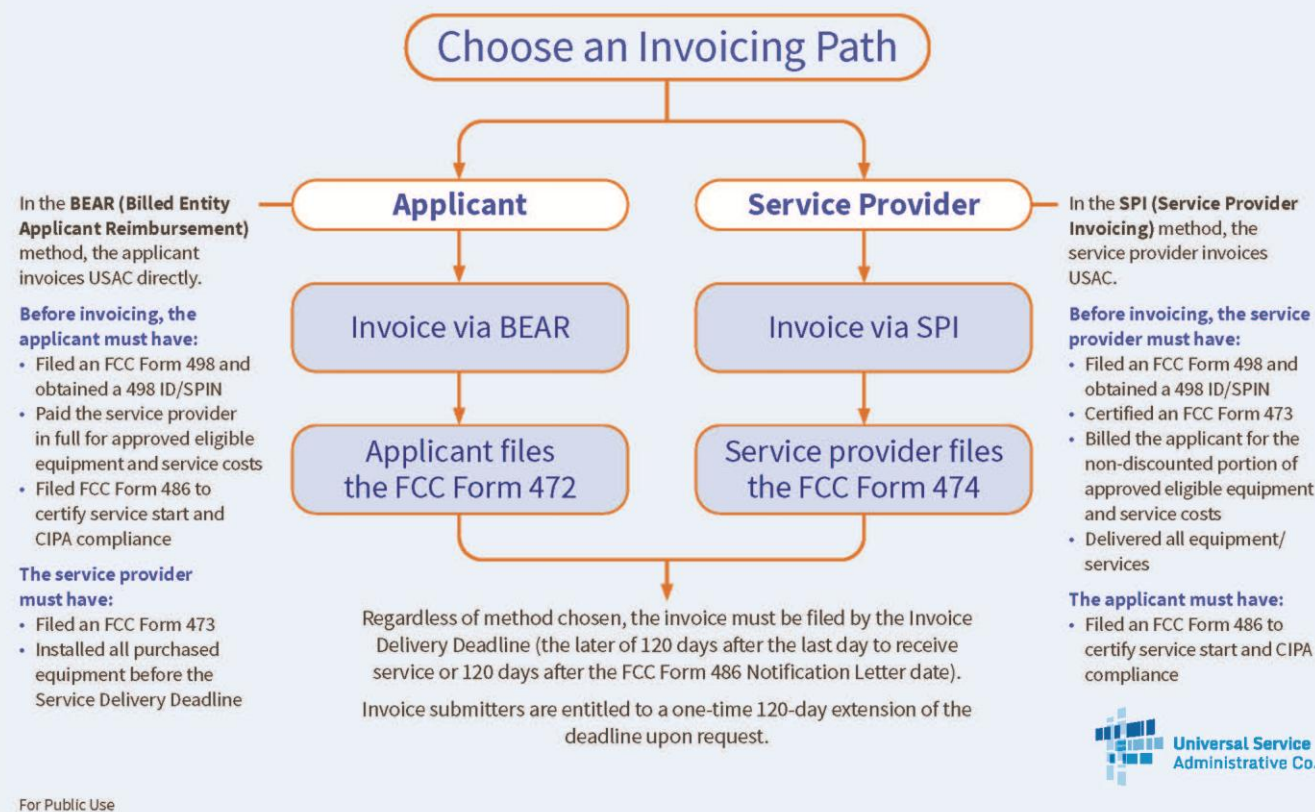 Choose an Invoicing Path
Applicant
Service Provider
In the BEAR (Billed Entity
Applicant Reimbursement)
method, the applicant
invoices USAC directly.
Before invoicing, the
applicant must have:
• Filed an FCC Form 498 and
obtained a 498 ID/SPIN
• Paid the service provider
in full for approved eligible
equipment and service costs
• Filed FCC Form 486 to
certify service start and
CIPA compliance
The service provider
must have:
• Filed an FCC Form 473
• Installed all purchased
equipment before the
Service Delivery Deadline
Invoice via BEAR
Applicant files
the FCC Form 472
Invoice via SPI
Service provider files
the FCC Form 474
In the SPI (Service Provider
Invoicing) method, the
service provider invoices
USAC.
Before invoicing, the service
provider must have:
• Filed an FCC Form 498 and
obtained a 498 ID/SPIN
• Certified an FCC Form 473
• Billed the applicant for the
non-discounted portion of
approved eligible equipment
and service costs
• Delivered all equipment/
services
The applicant must have:
• Filed an FCC Form 486 to
certify service start and CIPA
compliance
Regardless of method chosen, the invoice must be filed by the Invoice
Delivery Deadline (the later of 120 days after the last day to receive
service or 120 days after the FCC Form 486 Notification Letter date).
Invoice submitters are entitled to a one-time 120-day extension of the
deadline upon request.
Universal Service
Administrative Co.
For Public Use